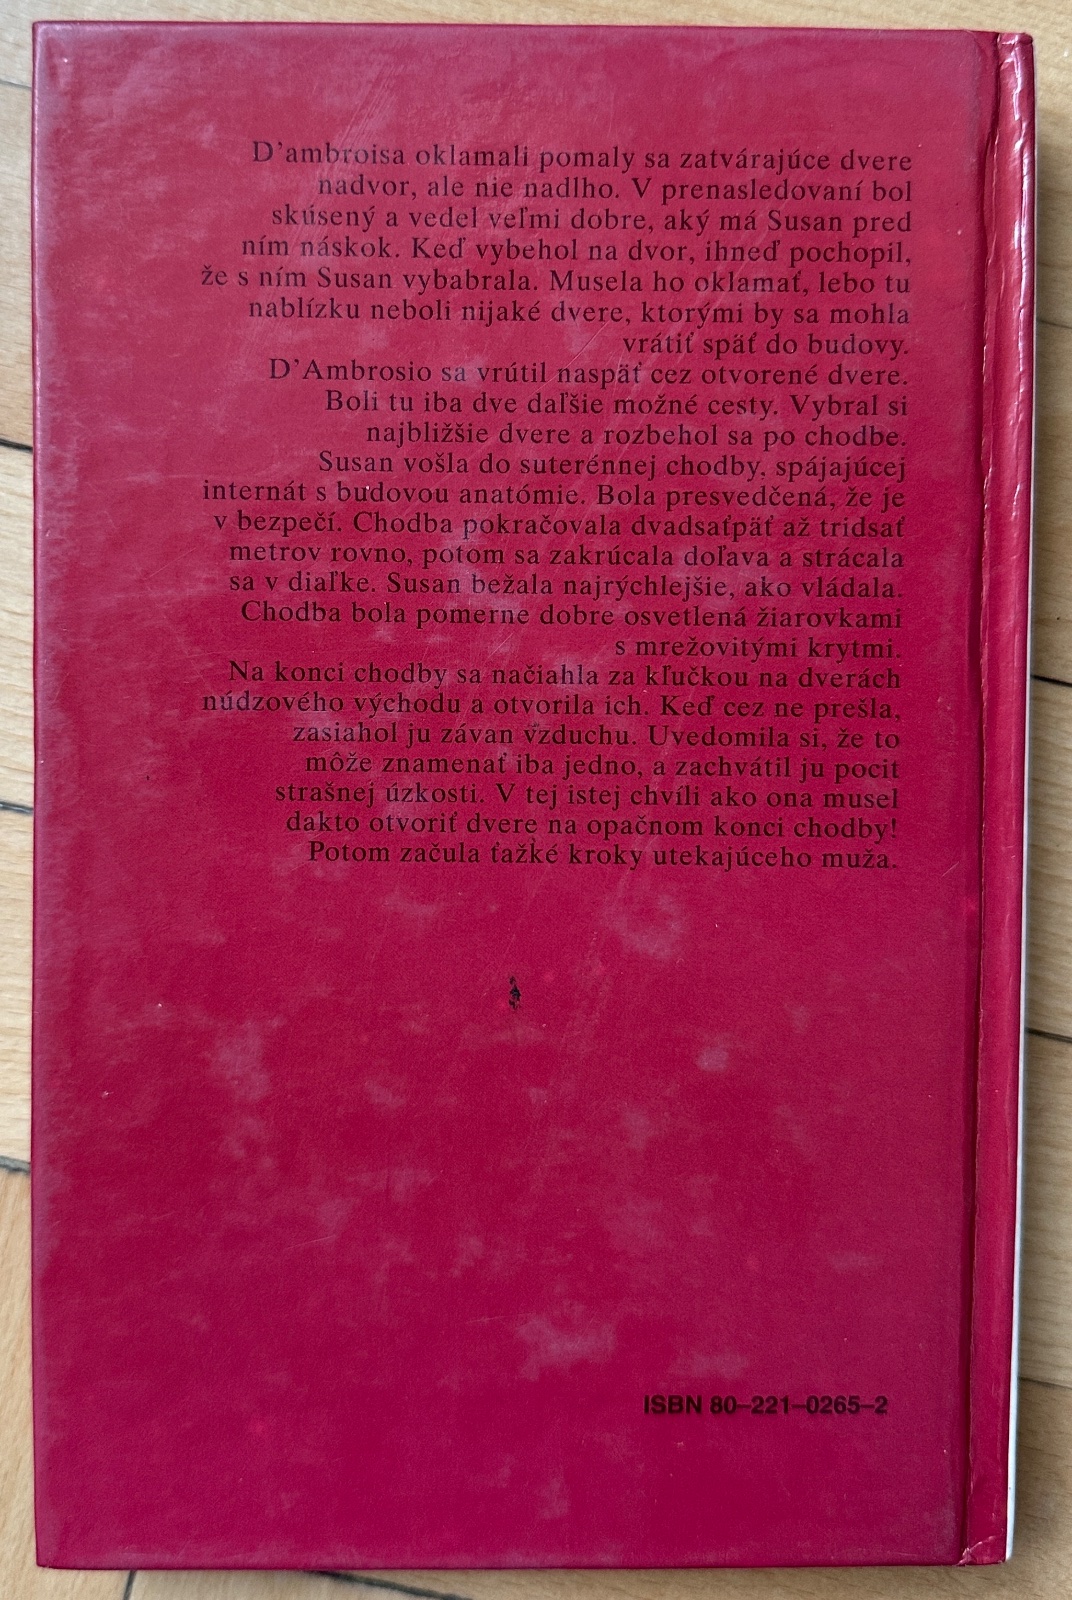 D’ambroisa oklamali pomaly sa zatvárajúce dvere
nadvor, ale nie nadlho. V prenasledovaní bol
skúsený a vedel veľmi dobre, aký má Susan pred
ním náskok. Keď vybehol na dvor, ihneď pochopil,
že s ním Susan vybabrala. Musela ho oklamať, lebo tu
nablízku neboli nijaké dvere, ktorými by sa mohla
vrátiť späť do budovy.
D’Ambrosio sa vrútil naspäť cez otvorené dvere.
Boli tu iba dve ďaľšie možné cesty. Vybral si
najbližšie dvere a rozbehol sa po chodbe.
Susan vošla do suterénnej chodby, spájajúcej
internát s budovou anatómie. Bola presvedčená, že je
v bezpečí. Chodba pokračovala dvadsaťpäť až tridsať
metrov rovno, potom sa zakrúcala doľava a strácala
sa v diaľke. Susan bežala najrýchlejšie, ako vládala.
Chodba bola pomerne dobre osvetlená žiarovkami
s mrežovitými krytmi.
Na konci chodby sa načiahla za kľučkou na dverách
núdzového východu a otvorila ich. Keď cez ne prešla,
zasiahol ju závan vzduchu. Uvedomila si, že to
môže znamenať iba jedno, a zachvátil ju pocit
strašnej úzkosti. V tej istej chvíli ako ona musel
dakto otvoriť dvere na opačnom konci chodby!
Potom začula ťažké kroky utekajúceho muža.
ISBN 80–221–0265–2